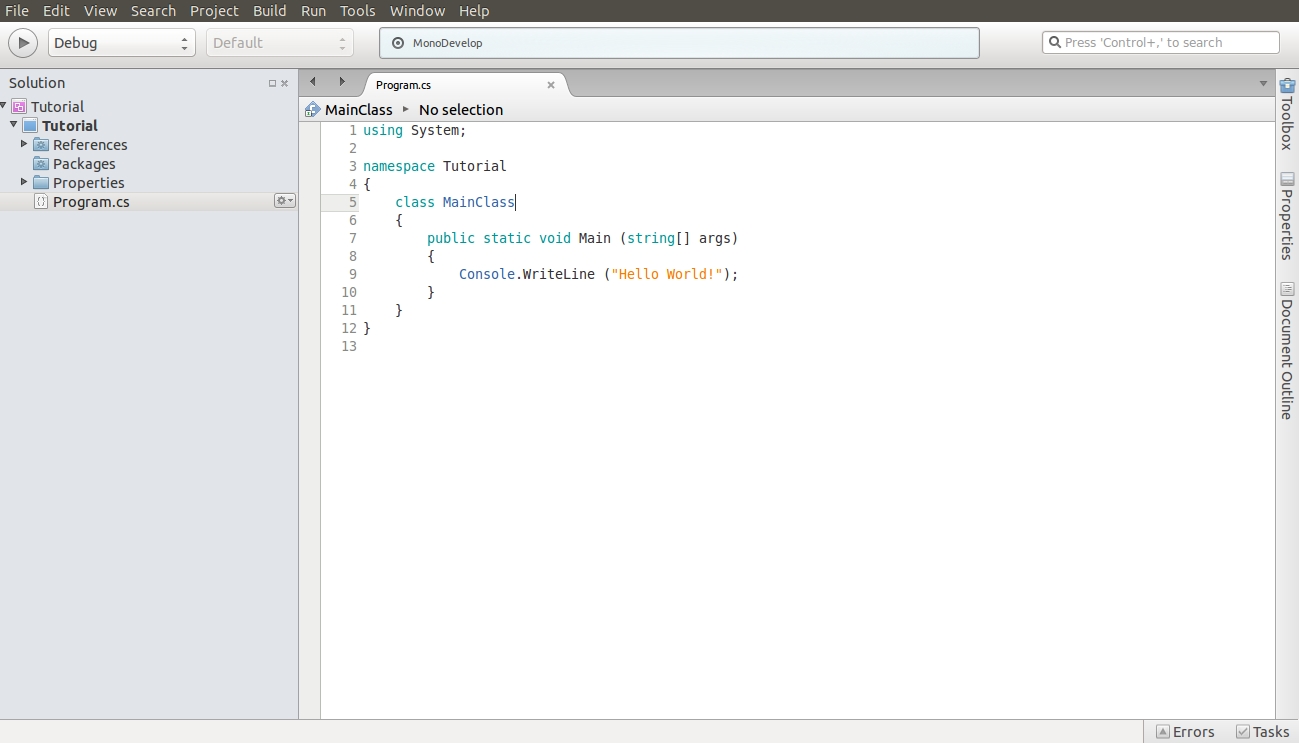 File Edit View Search Project Build Run Tools Window Help
Debug Default MonoDevelop Press 'Control+,' to search
Solution
Tutorial
Tutorial
References
Packages
Properties
Program.cs
Program.cs
MainClass No selection
1 using System;
2
3 namespace Tutorial
4 {
5     class MainClass
6     {
7         public static void Main (string[] args)
8         {
9             Console.WriteLine ("Hello World!");
10         }
11     }
12 }
13
Toolbox
Properties
Document Outline
Errors Tasks